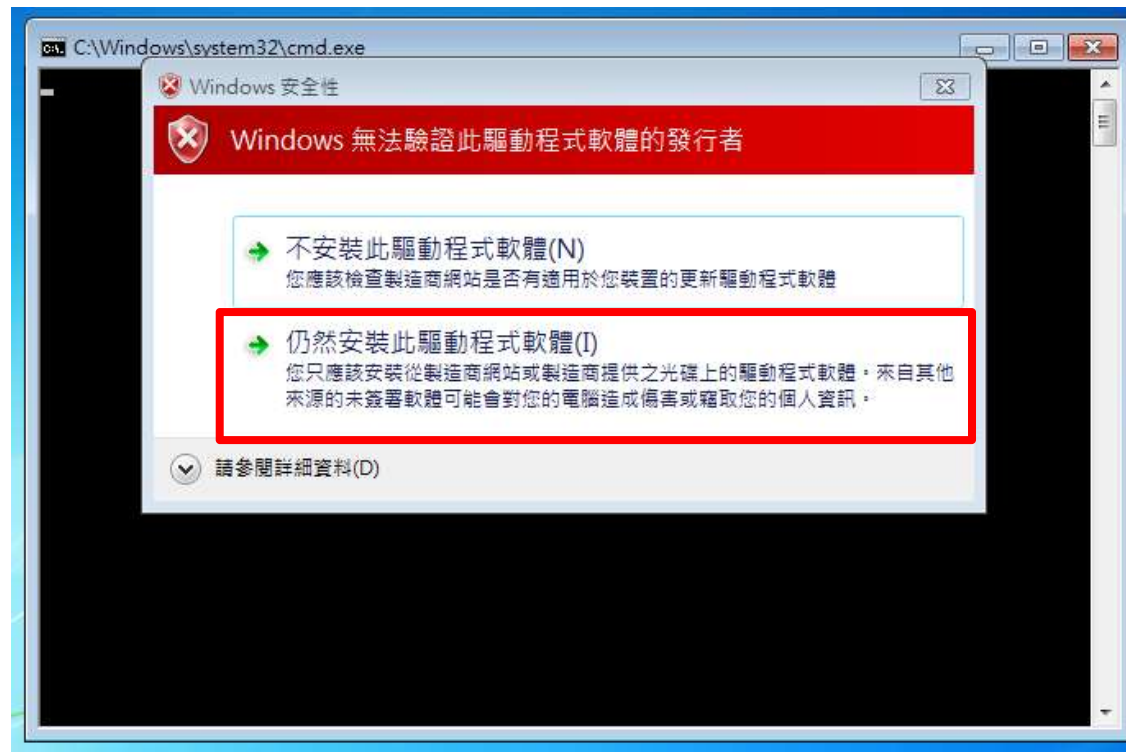 C:\Windows\system32\cmd.exe
Windows 安全性
Windows 無法驗證此驅動程式軟體的發行者
不安裝此驅動程式軟體(N)
您應該檢查製造商網站是否有適用於您裝置的更新驅動程式軟體
仍然安裝此驅動程式軟體(I)
您只應該安裝從製造商網站或製造商提供之光碟上的驅動程式軟體。來自其他
來源的未簽署軟體可能會對您的電腦造成傷害或竊取您的個人資訊。
請參閱詳細資料(D)